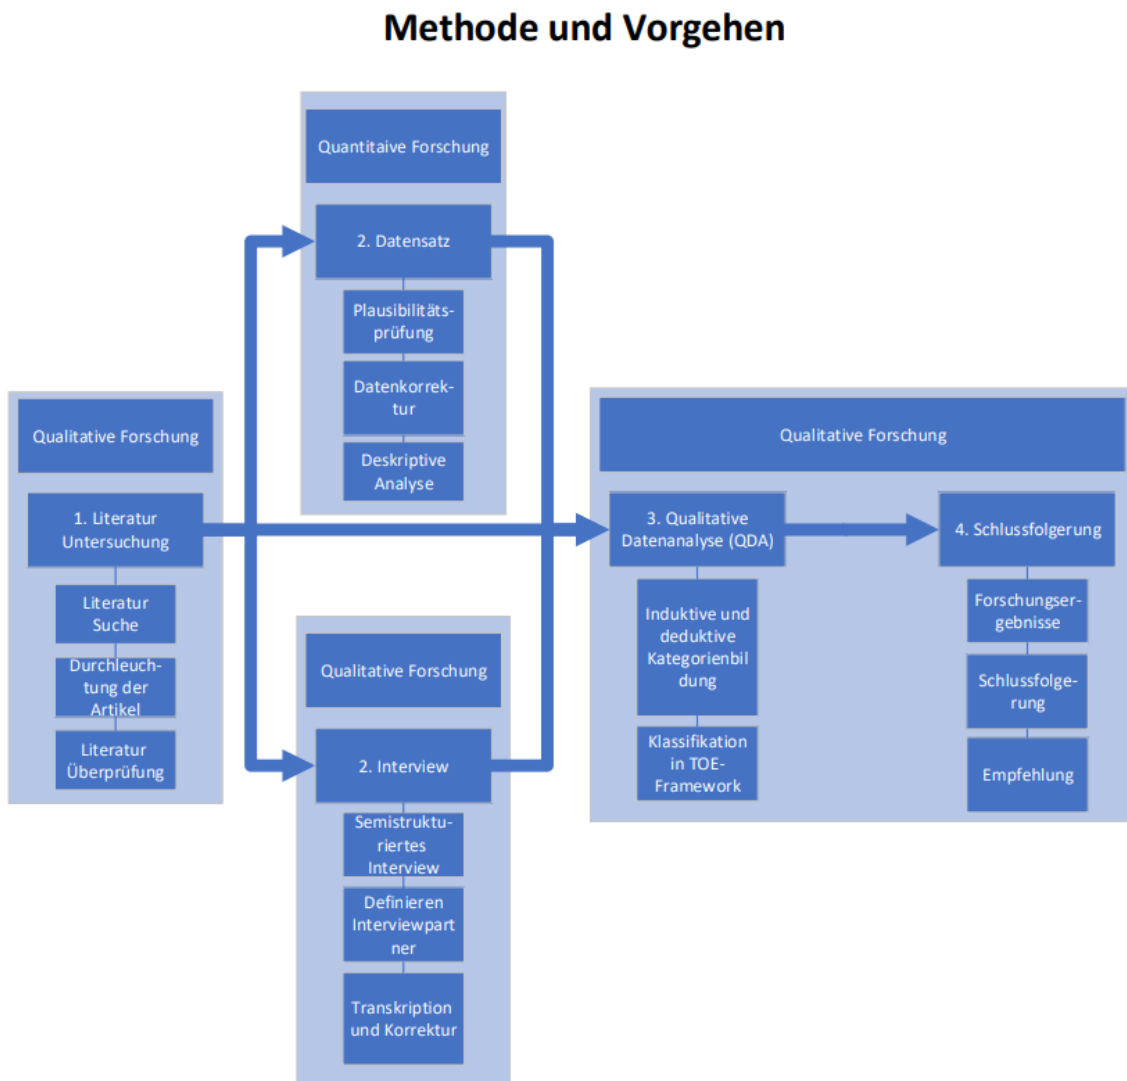 Methode und Vorgehen
Quantitaive Forschung
2. Datensatz
Plausibilitäts-
prüfung
Datenkorrek-
tur
Deskriptive
Analyse
Qualitative Forschung
1. Literatur
Untersuchung
Literatur
Suche
Durchleuch-
tung der
Artikel
Literatur
Überprüfung
Qualitative Forschung
2. Interview
Semistruktu-
riertes
Interview
Definieren
Interviewpart
ner
Transkription
und Korrektur
Qualitative Forschung
3. Qualitative
Datenanalyse (QDA)
Induktive und
deduktive
Kategorienbil
dung
Klassifikation
in TOE-
Framework
4. Schlussfolgerung
Forschungser-
gebnisse
Schlussfolge-
rung
Empfehlung